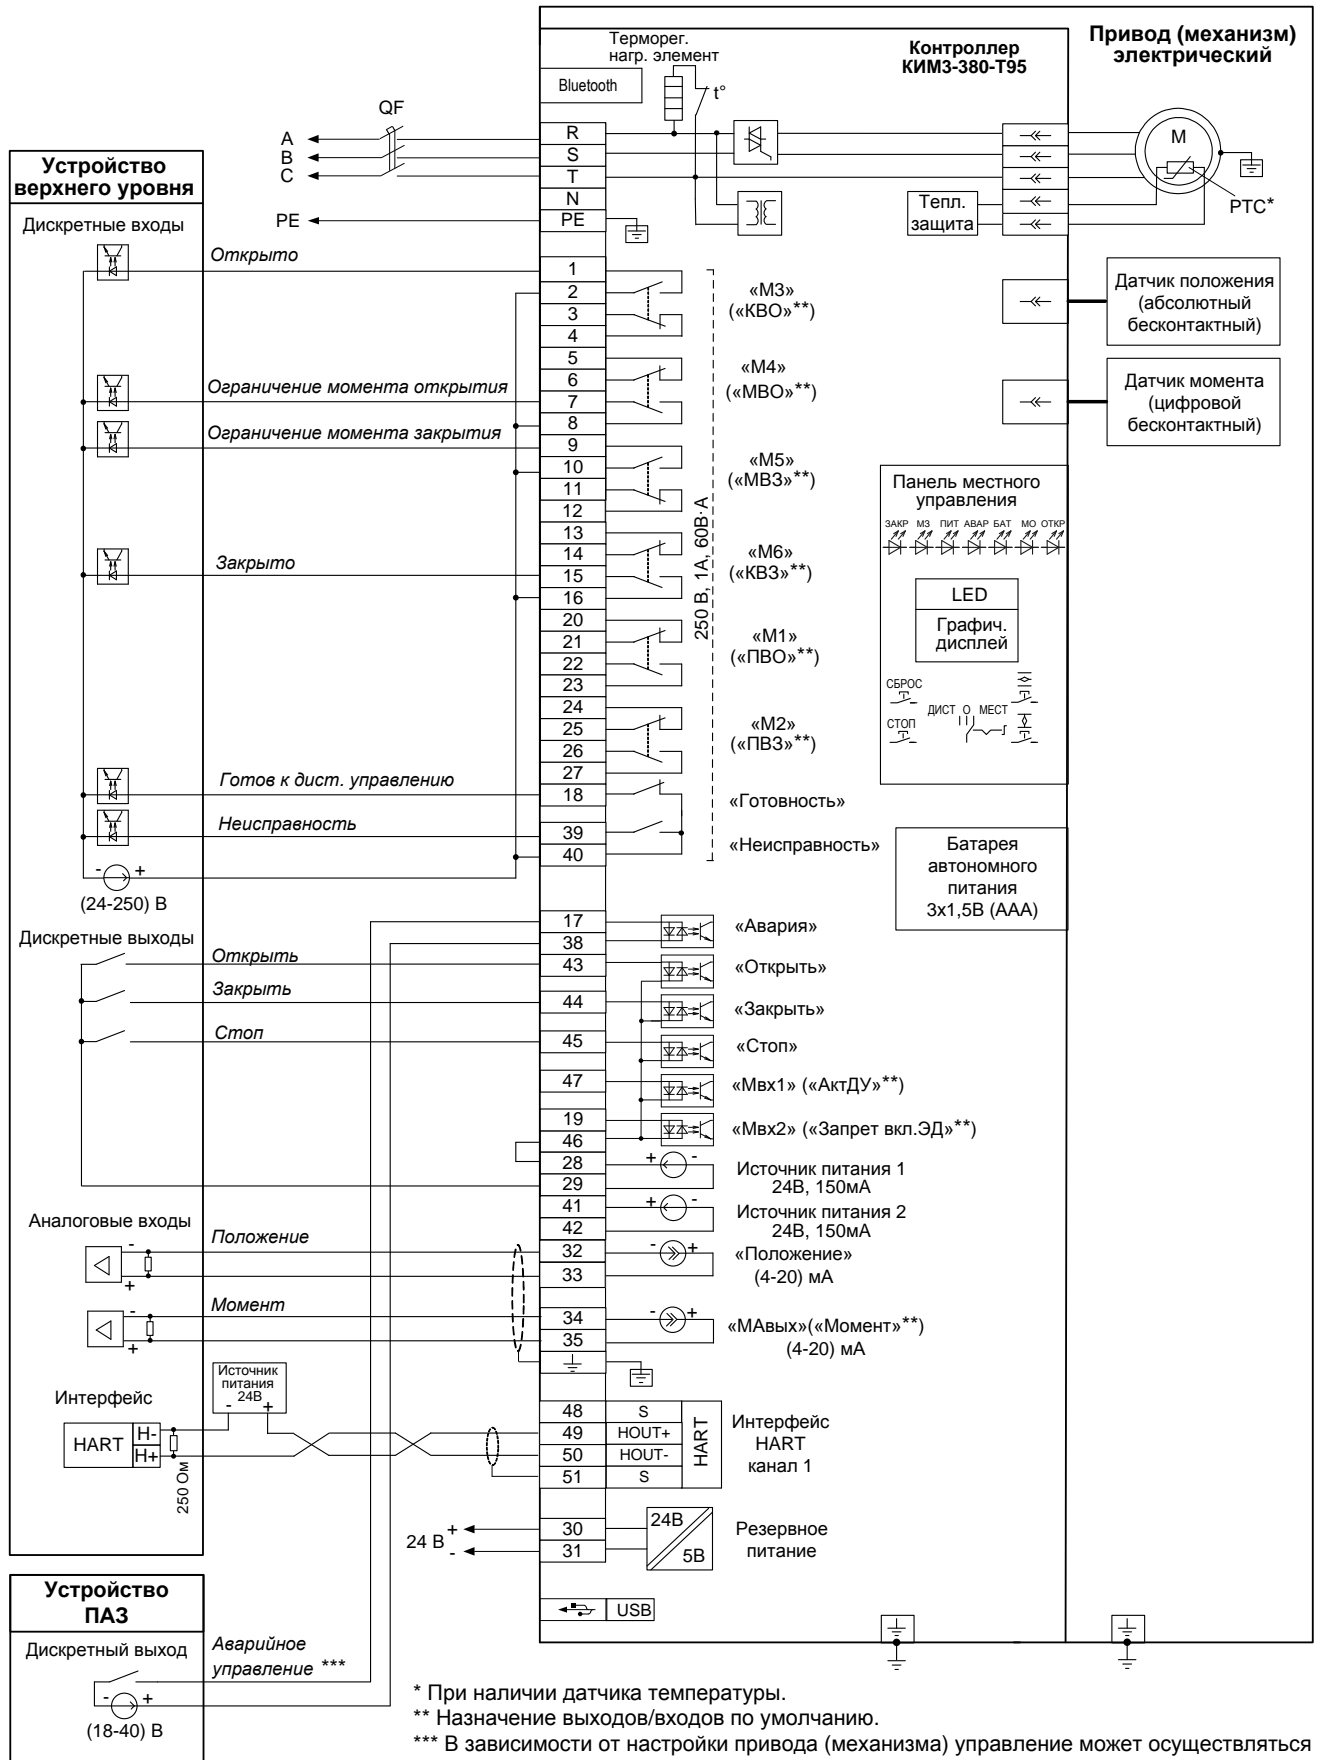 Привод (механизм)
электрический
Контроллер
КИМ3-380-Т95
Терморег.
нагр. элемент
Bluetooth
t°
QF
A
B
C
PE
R
S
T
N
PE
M
PTC*
Тепл.
защита
Устройство
верхнего уровня
Дискретные входы
Открыто
Ограничение момента открытия
Ограничение момента закрытия
Закрыто
Готов к дист. управлению
Неисправность
- +
(24-250) В
1
2
3
4
5
6
7
8
9
10
11
12
13
14
15
16
20
21
22
23
24
25
26
27
18
39
40
«М3»
(«КВО»**)
«М4»
(«МВО»**)
«М5»
(«МВЗ»**)
«М6»
(«КВЗ»**)
«М1»
(«ПВО»**)
«М2»
(«ПВЗ»**)
«Готовность»
«Неисправность»
250 В, 1А, 60В·А
Датчик положения
(абсолютный
бесконтактный)
Датчик момента
(цифровой
бесконтактный)
Панель местного
управления
ЗАКР МЗ ПИТ АВАР БАТ МО ОТКР
LED
Графич.
дисплей
СБРОС
СТОП
ДИСТ О МЕСТ
Батарея
автономного
питания
3х1,5В (ААА)
Дискретные выходы
Открыть
Закрыть
Стоп
17
38
43
44
45
47
19
46
28
29
41
42
32
33
34
35
«Авария»
«Открыть»
«Закрыть»
«Стоп»
«Мвх1» («АктДУ»**)
«Мвх2» («Запрет вкл.ЭД»**)
+ -
Источник питания 1
24В, 150мА
+ -
Источник питания 2
24В, 150мА
- +
«Положение»
(4-20) мА
- +
«МАвых»(«Момент»**)
(4-20) мА
Аналоговые входы
Положение
-
+
Момент
-
+
Интерфейс
HART
H-
H+
250 Ом
Источник
питания
24В
- +
48 S
49 HOUT+
50 HOUT-
51 S
HART
Интерфейс
HART
канал 1
24 В
+
-
30
31
24В
5В
Резервное
питание
USB
Устройство
ПАЗ
Дискретный выход
- +
(18-40) В
Аварийное
управление ***
* При наличии датчика температуры.
** Назначение выходов/входов по умолчанию.
*** В зависимости от настройки привода (механизма) управление может осуществляться